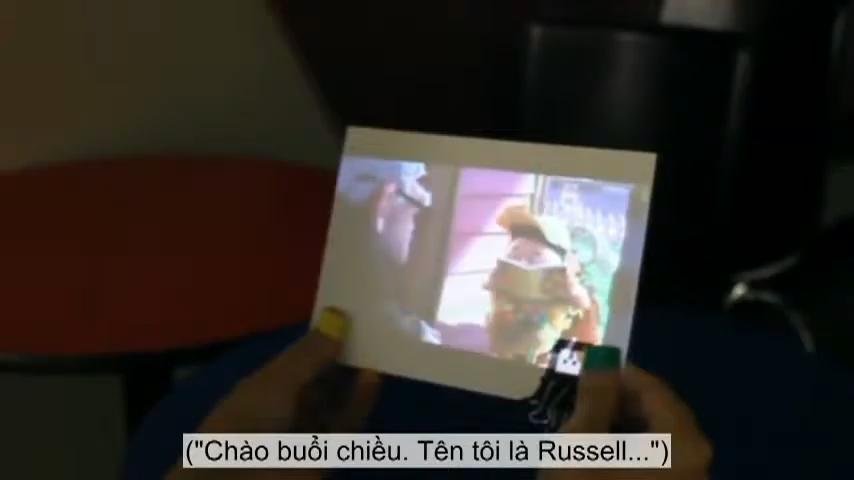 ("Chào buổi chiều. Tên tôi là Russell...")